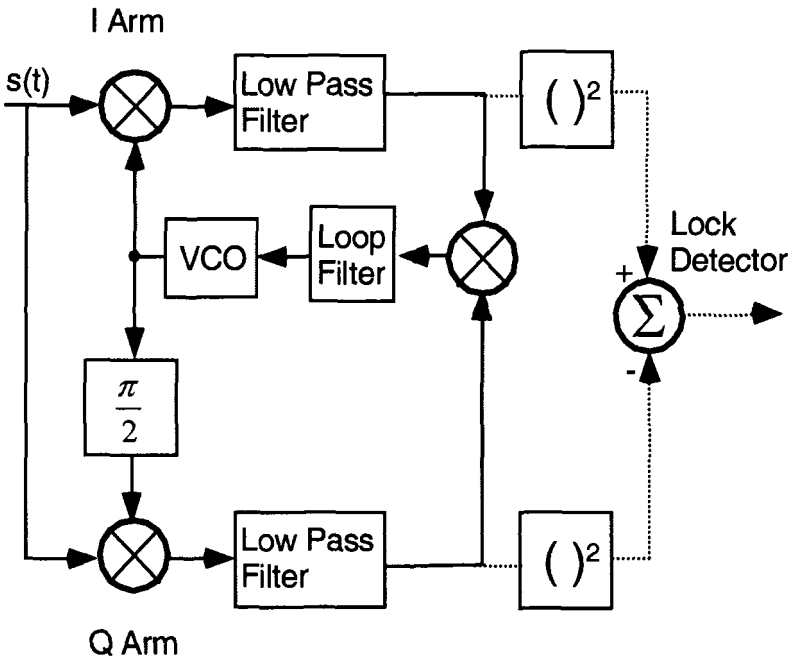 I Arm
s(t)
Low Pass
Filter
( )²
VCO
Loop
Filter
Lock
Detector
+
Σ
-
π
2
Low Pass
Filter
( )²
Q Arm